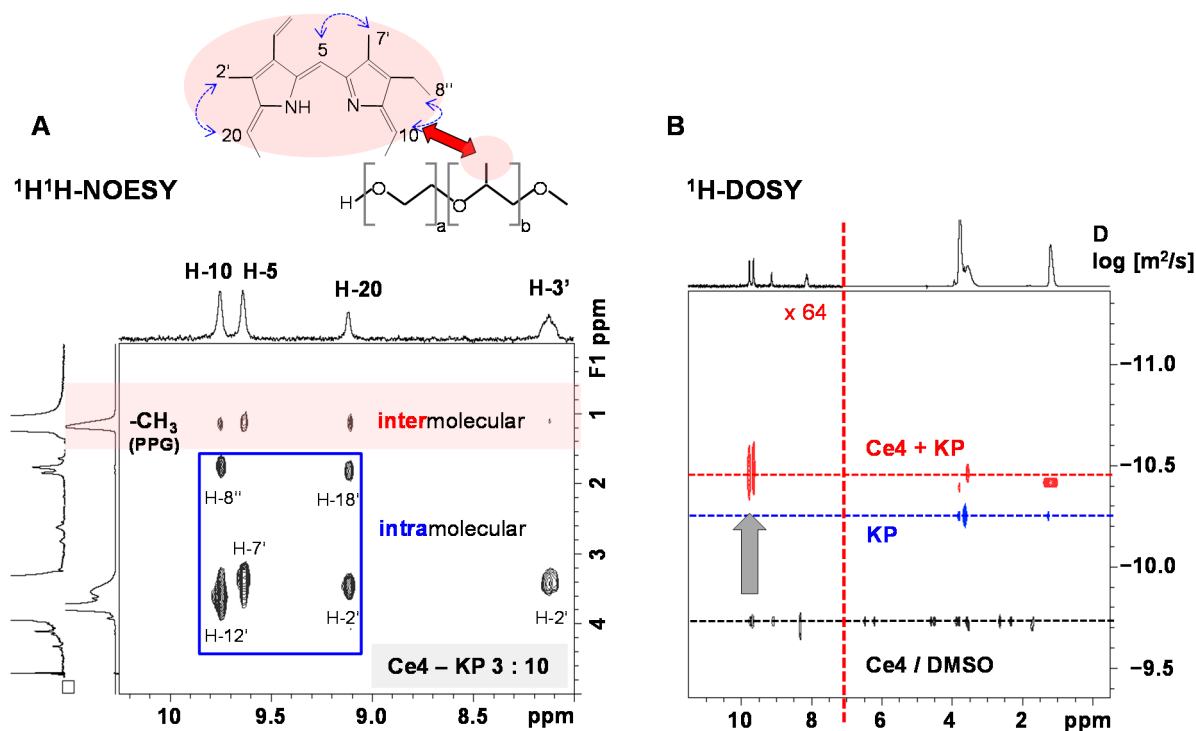 5
7'
2'
8''
NH
N
20
10
A
B
¹H¹H-NOESY
H
O
O
O
a
b
¹H-DOSY
D
log [m²/s]
H-10 H-5
H-20
H-3'
x 64
F1 ppm
−11.0
-CH₃
(PPG)
intermolecular
1
Ce4 + KP
−10.5
H-8''
H-18'
2
intramolecular
KP
H-7'
3
−10.0
H-12'
H-2'
H-2'
4
Ce4 – KP 3 : 10
Ce4 / DMSO
−9.5
10 9.5 9.0 8.5 ppm
10 8 6 4 2 ppm